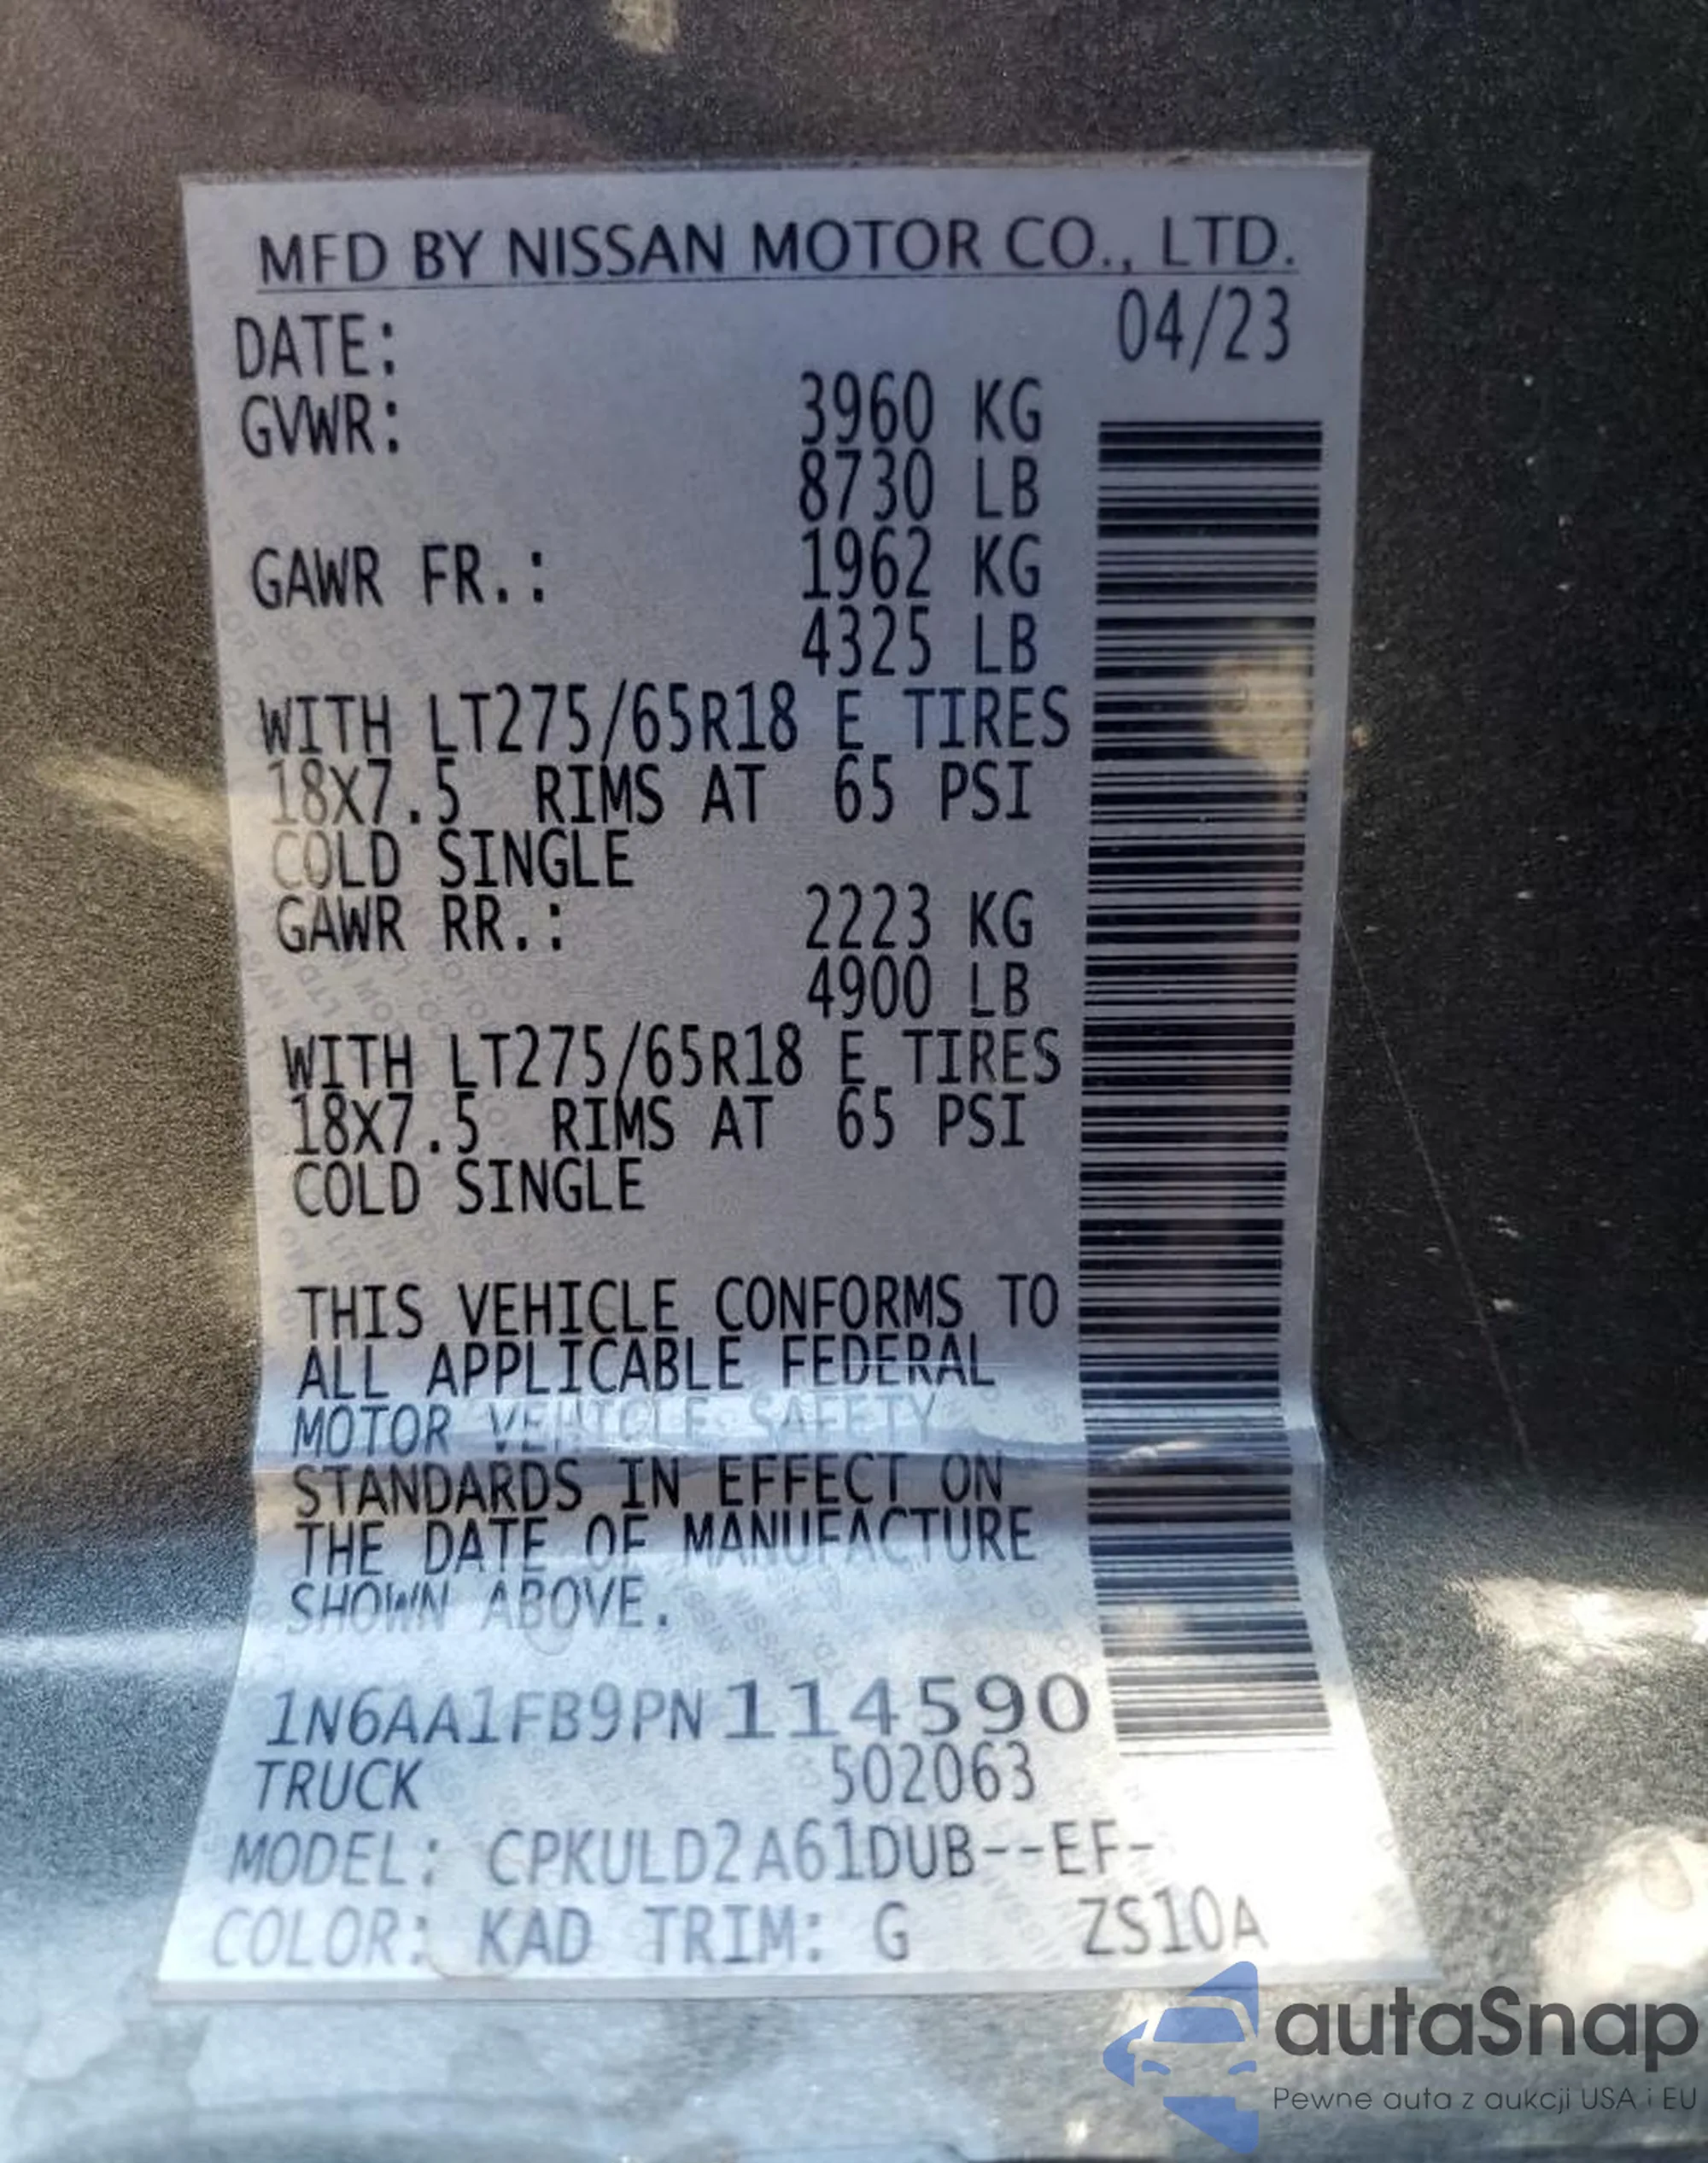 MFD BY NISSAN MOTOR CO., LTD.
DATE: 04/23
GVWR: 3960 KG
8730 LB
GAWR FR.: 1962 KG
4325 LB
WITH LT275/65R18 E TIRES
18X7.5 RIMS AT 65 PSI
COLD SINGLE
GAWR RR.: 2223 KG
4900 LB
WITH LT275/65R18 E TIRES
18X7.5 RIMS AT 65 PSI
COLD SINGLE
THIS VEHICLE CONFORMS TO
ALL APPLICABLE FEDERAL
MOTOR VEHICLE SAFETY
STANDARDS IN EFFECT ON
THE DATE OF MANUFACTURE
SHOWN ABOVE.
1N6AA1FB9PN114590
TRUCK 502063
MODEL: CPKULD2A61DUB--EF-
COLOR: KAD TRIM: G ZS10A
autaSnap
Pewne auta z aukcji USA i EU